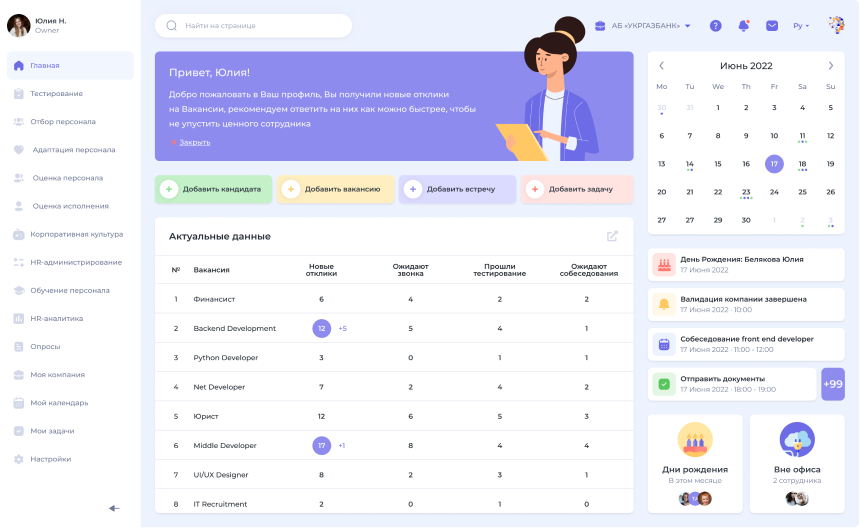 Юлия Н.
Owner
Главная
Тестирование
Отбор персонала
Адаптация персонала
Оценка персонала
Оценка исполнения
Корпоративная культура
HR-администрирование
Обучение персонала
HR-аналитика
Опросы
Моя компания
Мой календарь
Мои задачи
Настройки
Найти на странице
АБ «УКРГАЗБАНК»
?
Ру
Привет, Юлия!
Добро пожаловать в Ваш профиль, Вы получили новые отклики
на Вакансии, рекомендуем ответить на них как можно быстрее, чтобы
не упустить ценного сотрудника
Закрыть
+ Добавить кандидата
+ Добавить вакансию
+ Добавить встречу
+ Добавить задачу
Актуальные данные
№ Вакансия Новые отклики Ожидают звонка Прошли тестирование Ожидают собеседования
1 Финансист 6 4 2 2
2 Backend Development 12 +5 5 4 1
3 Python Developer 3 0 1 1
4 Net Developer 7 2 4 2
5 Юрист 12 6 5 3
6 Middle Developer 17 +1 8 4 4
7 UI/UX Designer 8 2 3 1
8 IT Recruitment 2 0 1 0
Июнь 2022
Mo Tu We Th Fr Sa Su
30 31 1 2 3 4 5
6 7 8 9 10 11 12
13 14 15 16 17 18 19
20 21 22 23 24 25 26
27 27 29 30 1 2 3
День Рождения: Белякова Юлия
17 Июня 2022
Валидация компании завершена
17 Июня 2022 · 10:00
Собеседование front end developer
17 Июня 2022 · 11:00 - 12:00
Отправить документы
17 Июня 2022 · 18:00 - 19:00
+99
Дни рождения
В этом месяце
Вне офиса
2 сотрудника